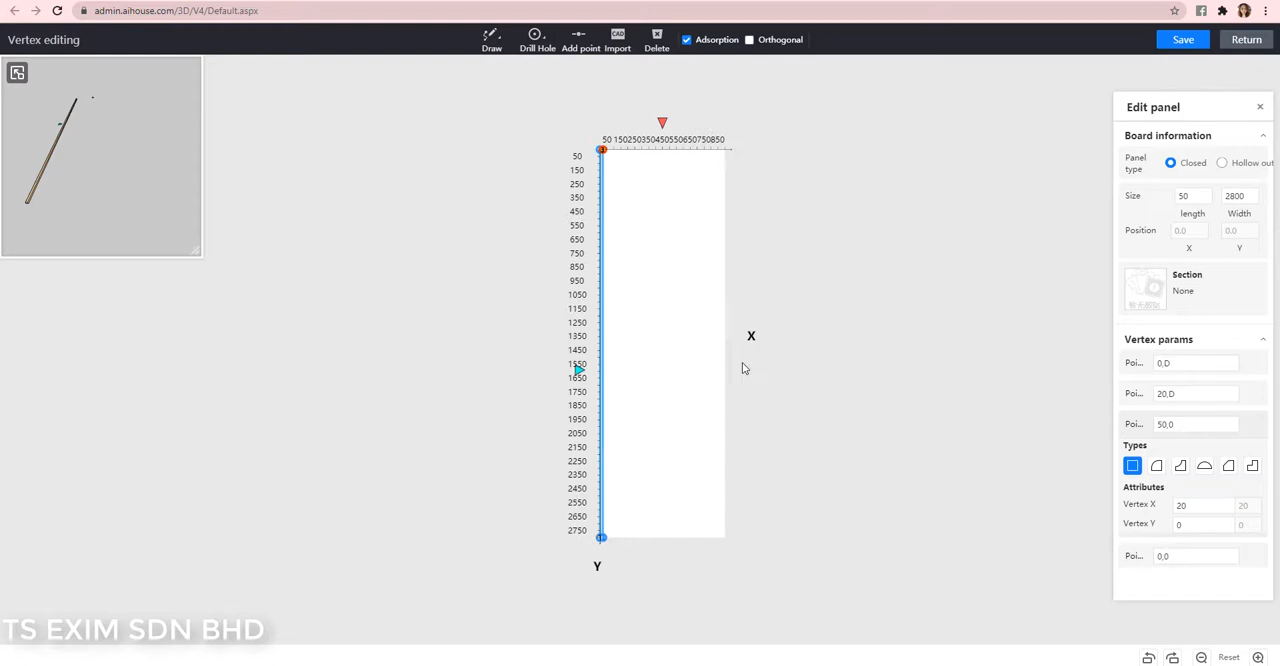 admin.aihouse.com/3D/V4/Default.aspx
Vertex editing
Draw
Drill Hole
Add point
CAD
Import
Delete
Adsorption
Orthogonal
Save
Return
50 150250350450550650750850
50
150
250
350
450
550
650
750
850
950
1050
1150
1250
1350
1450
1550
1650
1750
1850
1950
2050
2150
2250
2350
2450
2550
2650
2750
X
Y
Edit panel
Board information
Panel type
Closed
Hollow out
Size
50
2800
length
Width
Position
0.0
0.0
X
Y
Section
None
Vertex params
Poi...
0,D
Poi...
20,D
Poi...
50,0
Types
Attributes
Vertex X
20
20
Vertex Y
0
0
Poi...
0,0
TS EXIM SDN BHD
Reset